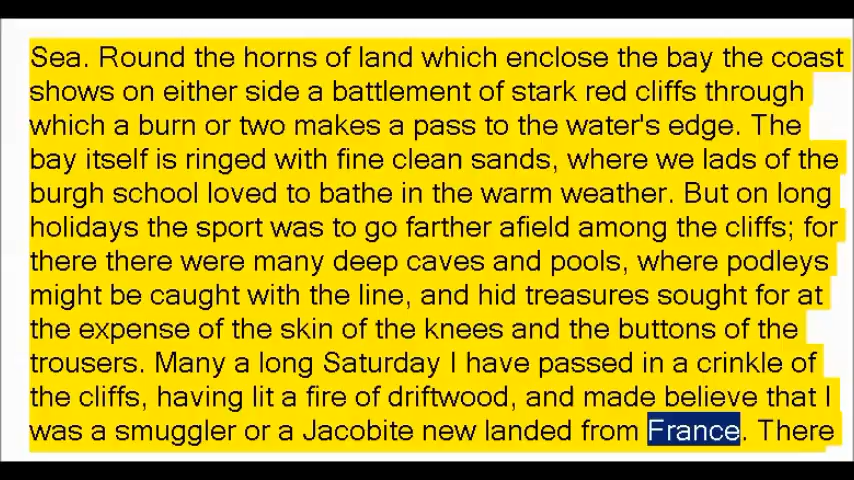 Sea. Round the horns of land which enclose the bay the coast
shows on either side a battlement of stark red cliffs through
which a burn or two makes a pass to the water's edge. The
bay itself is ringed with fine clean sands, where we lads of the
burgh school loved to bathe in the warm weather. But on long
holidays the sport was to go farther afield among the cliffs; for
there there were many deep caves and pools, where podleys
might be caught with the line, and hid treasures sought for at
the expense of the skin of the knees and the buttons of the
trousers. Many a long Saturday I have passed in a crinkle of
the cliffs, having lit a fire of driftwood, and made believe that I
was a smuggler or a Jacobite new landed from France. There